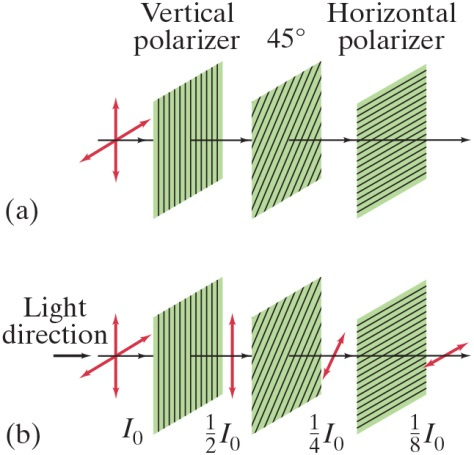 Vertical polarizer
45°
Horizontal polarizer
(a)
Light direction
(b)
I₀
½I₀
¼I₀
⅛I₀